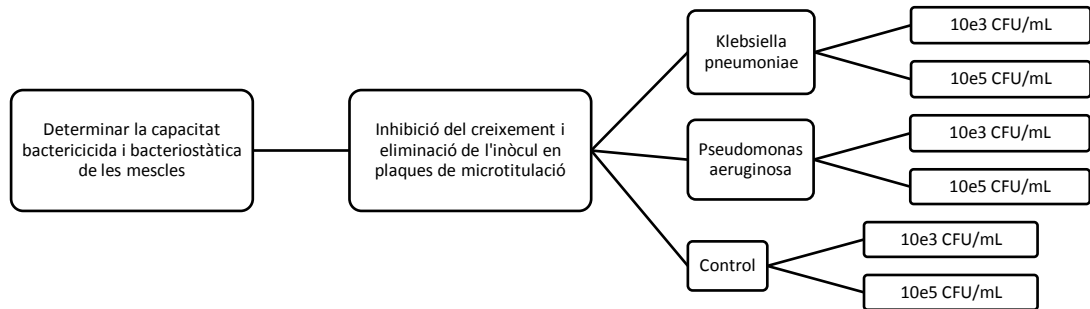 Determinar la capacitat
bactericicida i bacteriostàtica
de les mescles
Inhibició del creixement i
eliminació de l'inòcul en
plaques de microtitulació
Klebsiella
pneumoniae
10e3 CFU/mL
10e5 CFU/mL
Pseudomonas
aeruginosa
10e3 CFU/mL
10e5 CFU/mL
Control
10e3 CFU/mL
10e5 CFU/mL